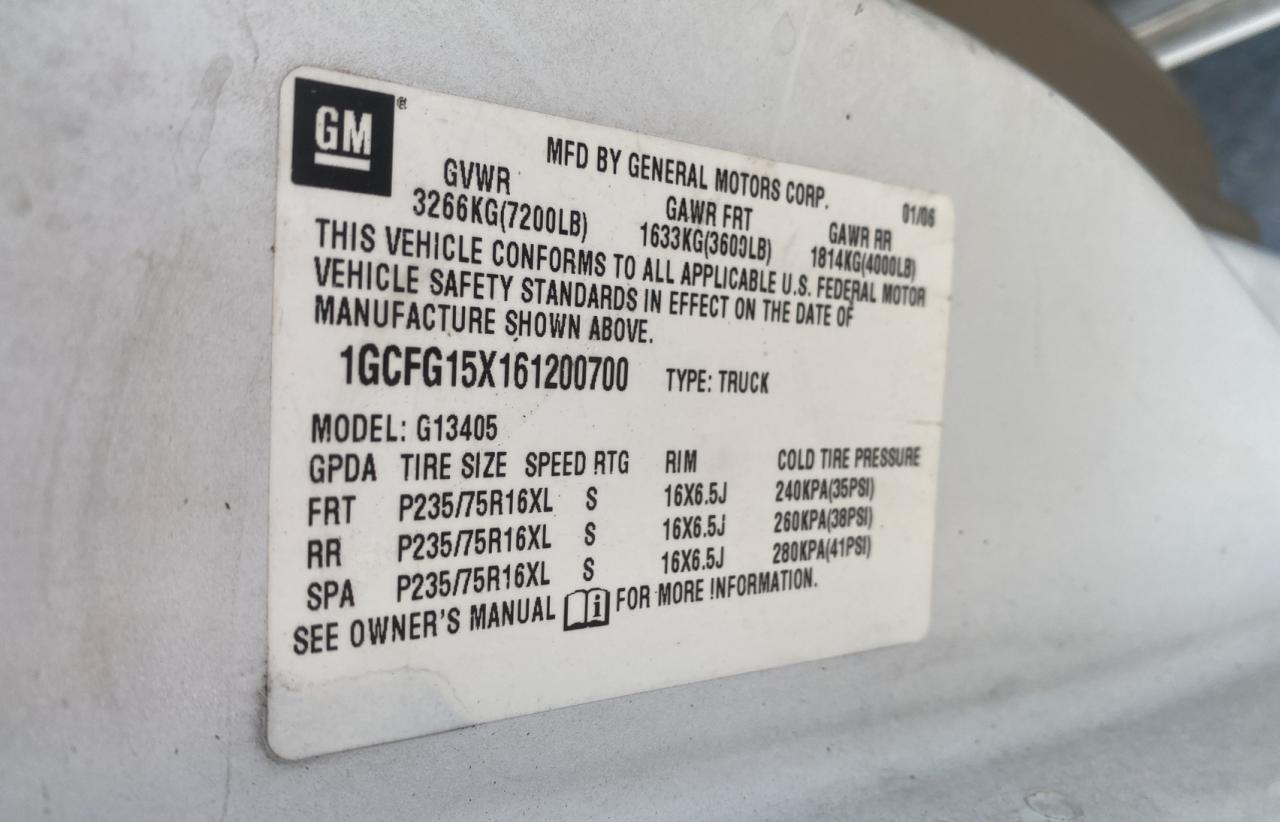 GM®
MFD BY GENERAL MOTORS CORP.
01/06
GVWR GAWR FRT GAWR RR
3266KG(7200LB) 1633KG(3600LB) 1814KG(4000LB)
THIS VEHICLE CONFORMS TO ALL APPLICABLE U.S. FEDERAL MOTOR
VEHICLE SAFETY STANDARDS IN EFFECT ON THE DATE OF
MANUFACTURE SHOWN ABOVE.
1GCFG15X161200700 TYPE: TRUCK
MODEL: G13405
GPDA TIRE SIZE SPEED RTG RIM COLD TIRE PRESSURE
FRT P235/75R16XL S 16X6.5J 240KPA(35PSI)
RR P235/75R16XL S 16X6.5J 260KPA(38PSI)
SPA P235/75R16XL S 16X6.5J 280KPA(41PSI)
SEE OWNER'S MANUAL i FOR MORE INFORMATION.